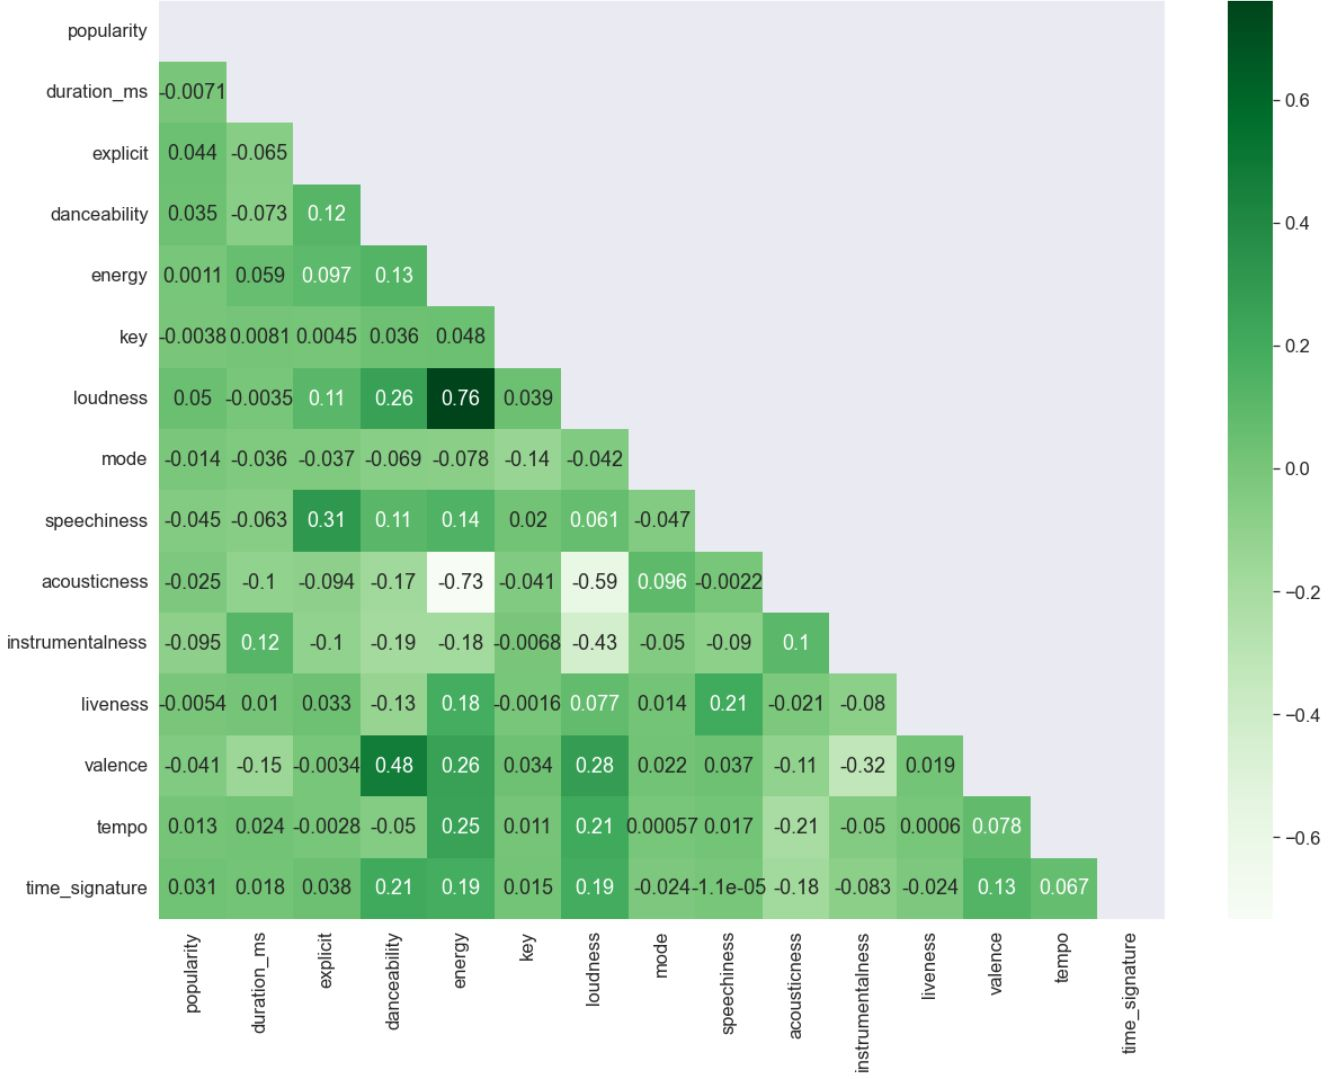 popularity
duration_ms -0.0071
explicit 0.044 -0.065
danceability 0.035 -0.073 0.12
energy 0.0011 0.059 0.097 0.13
key -0.0038 0.0081 0.0045 0.036 0.048
loudness 0.05 -0.0035 0.11 0.26 0.76 0.039
mode -0.014 -0.036 -0.037 -0.069 -0.078 -0.14 -0.042
speechiness -0.045 -0.063 0.31 0.11 0.14 0.02 0.061 -0.047
acousticness -0.025 -0.1 -0.094 -0.17 -0.73 -0.041 -0.59 0.096 -0.0022
instrumentalness -0.095 0.12 -0.1 -0.19 -0.18 -0.0068 -0.43 -0.05 -0.09 0.1
liveness -0.0054 0.01 0.033 -0.13 0.18 -0.0016 0.077 0.014 0.21 -0.021 -0.08
valence -0.041 -0.15 -0.0034 0.48 0.26 0.034 0.28 0.022 0.037 -0.11 -0.32 0.019
tempo 0.013 0.024 -0.0028 -0.05 0.25 0.011 0.21 0.00057 0.017 -0.21 -0.05 0.0006 0.078
time_signature 0.031 0.018 0.038 0.21 0.19 0.015 0.19 -0.024 -1.1e-05 -0.18 -0.083 -0.024 0.13 0.067
popularity duration_ms explicit danceability energy key loudness mode speechiness acousticness instrumentalness liveness valence tempo time_signature
0.6
0.4
0.2
0.0
−0.2
−0.4
−0.6